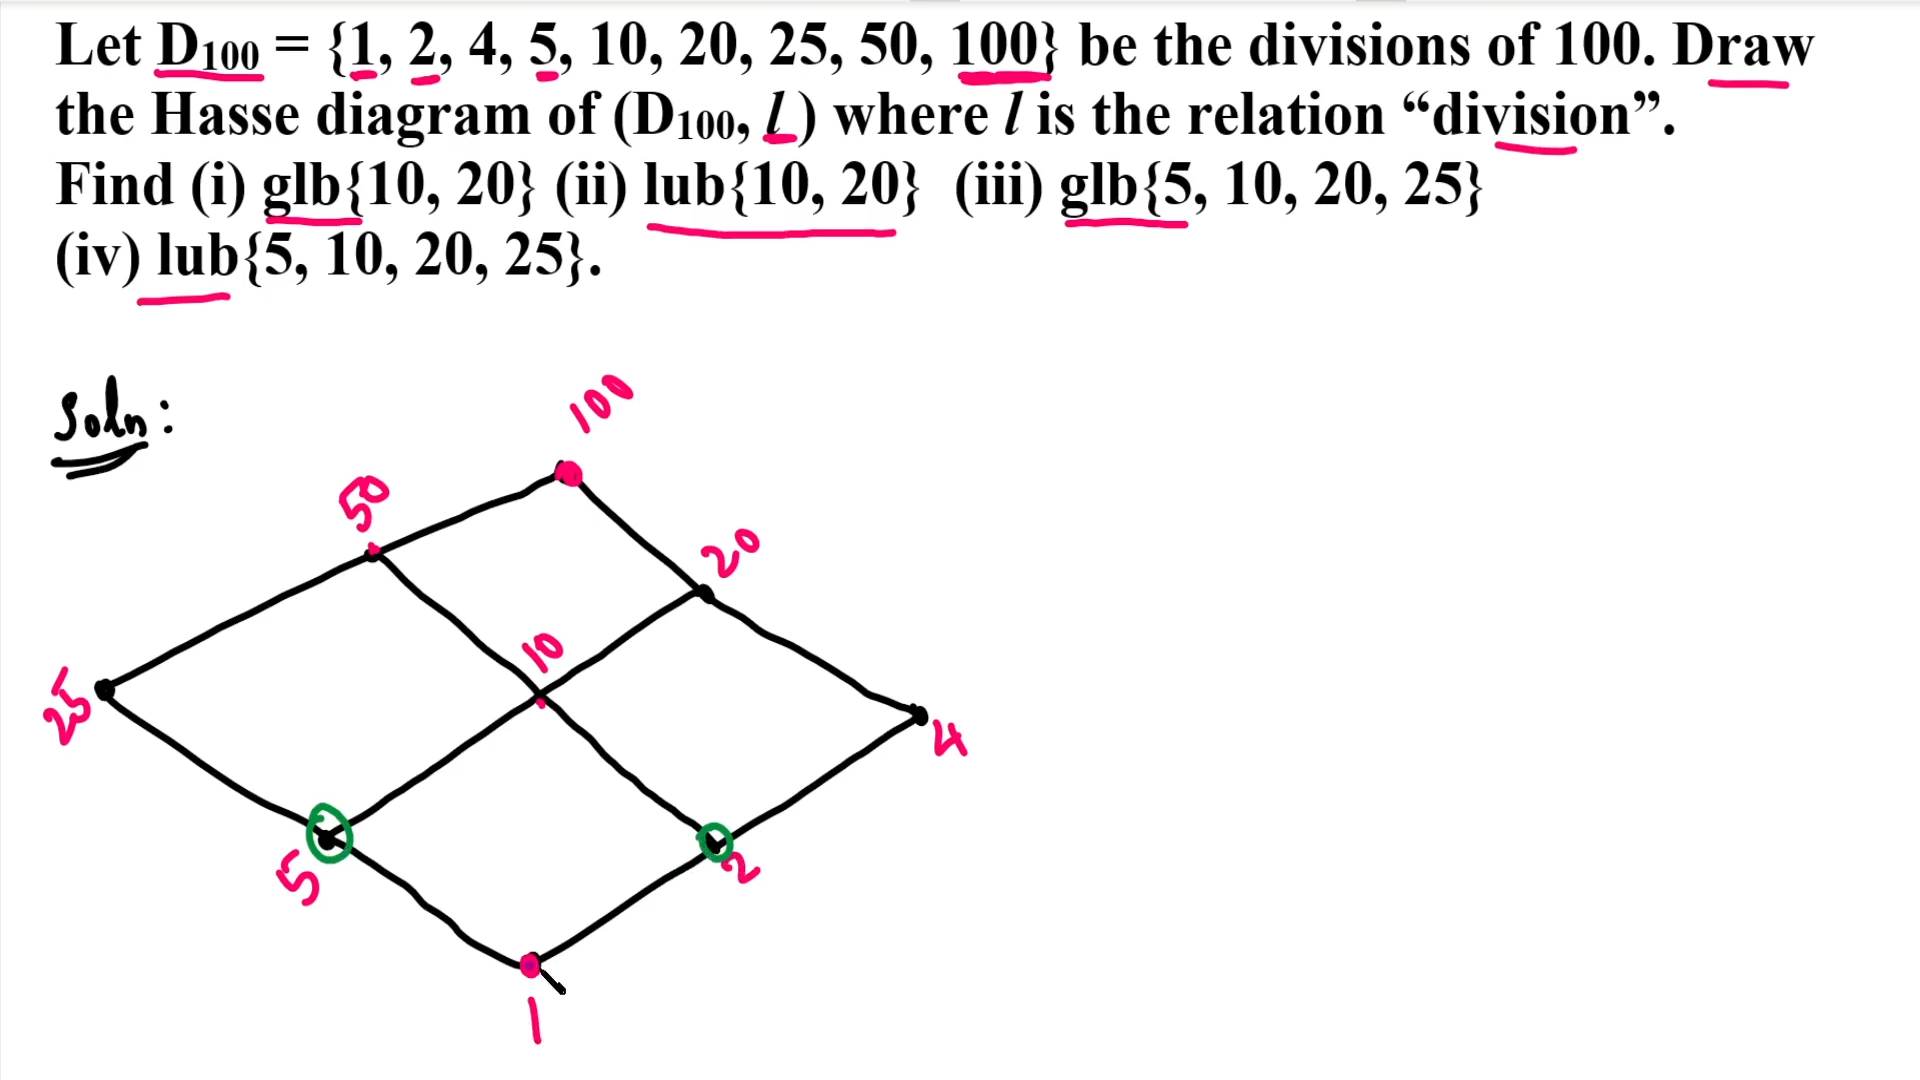 Let D100 = {1, 2, 4, 5, 10, 20, 25, 50, 100} be the divisions of 100. Draw
the Hasse diagram of (D100, l ) where l is the relation “division”.
Find (i) glb{10, 20} (ii) lub{10, 20} (iii) glb{5, 10, 20, 25}
(iv) lub{5, 10, 20, 25}.
Soln:
100
50
20
10
25
4
5
2
1